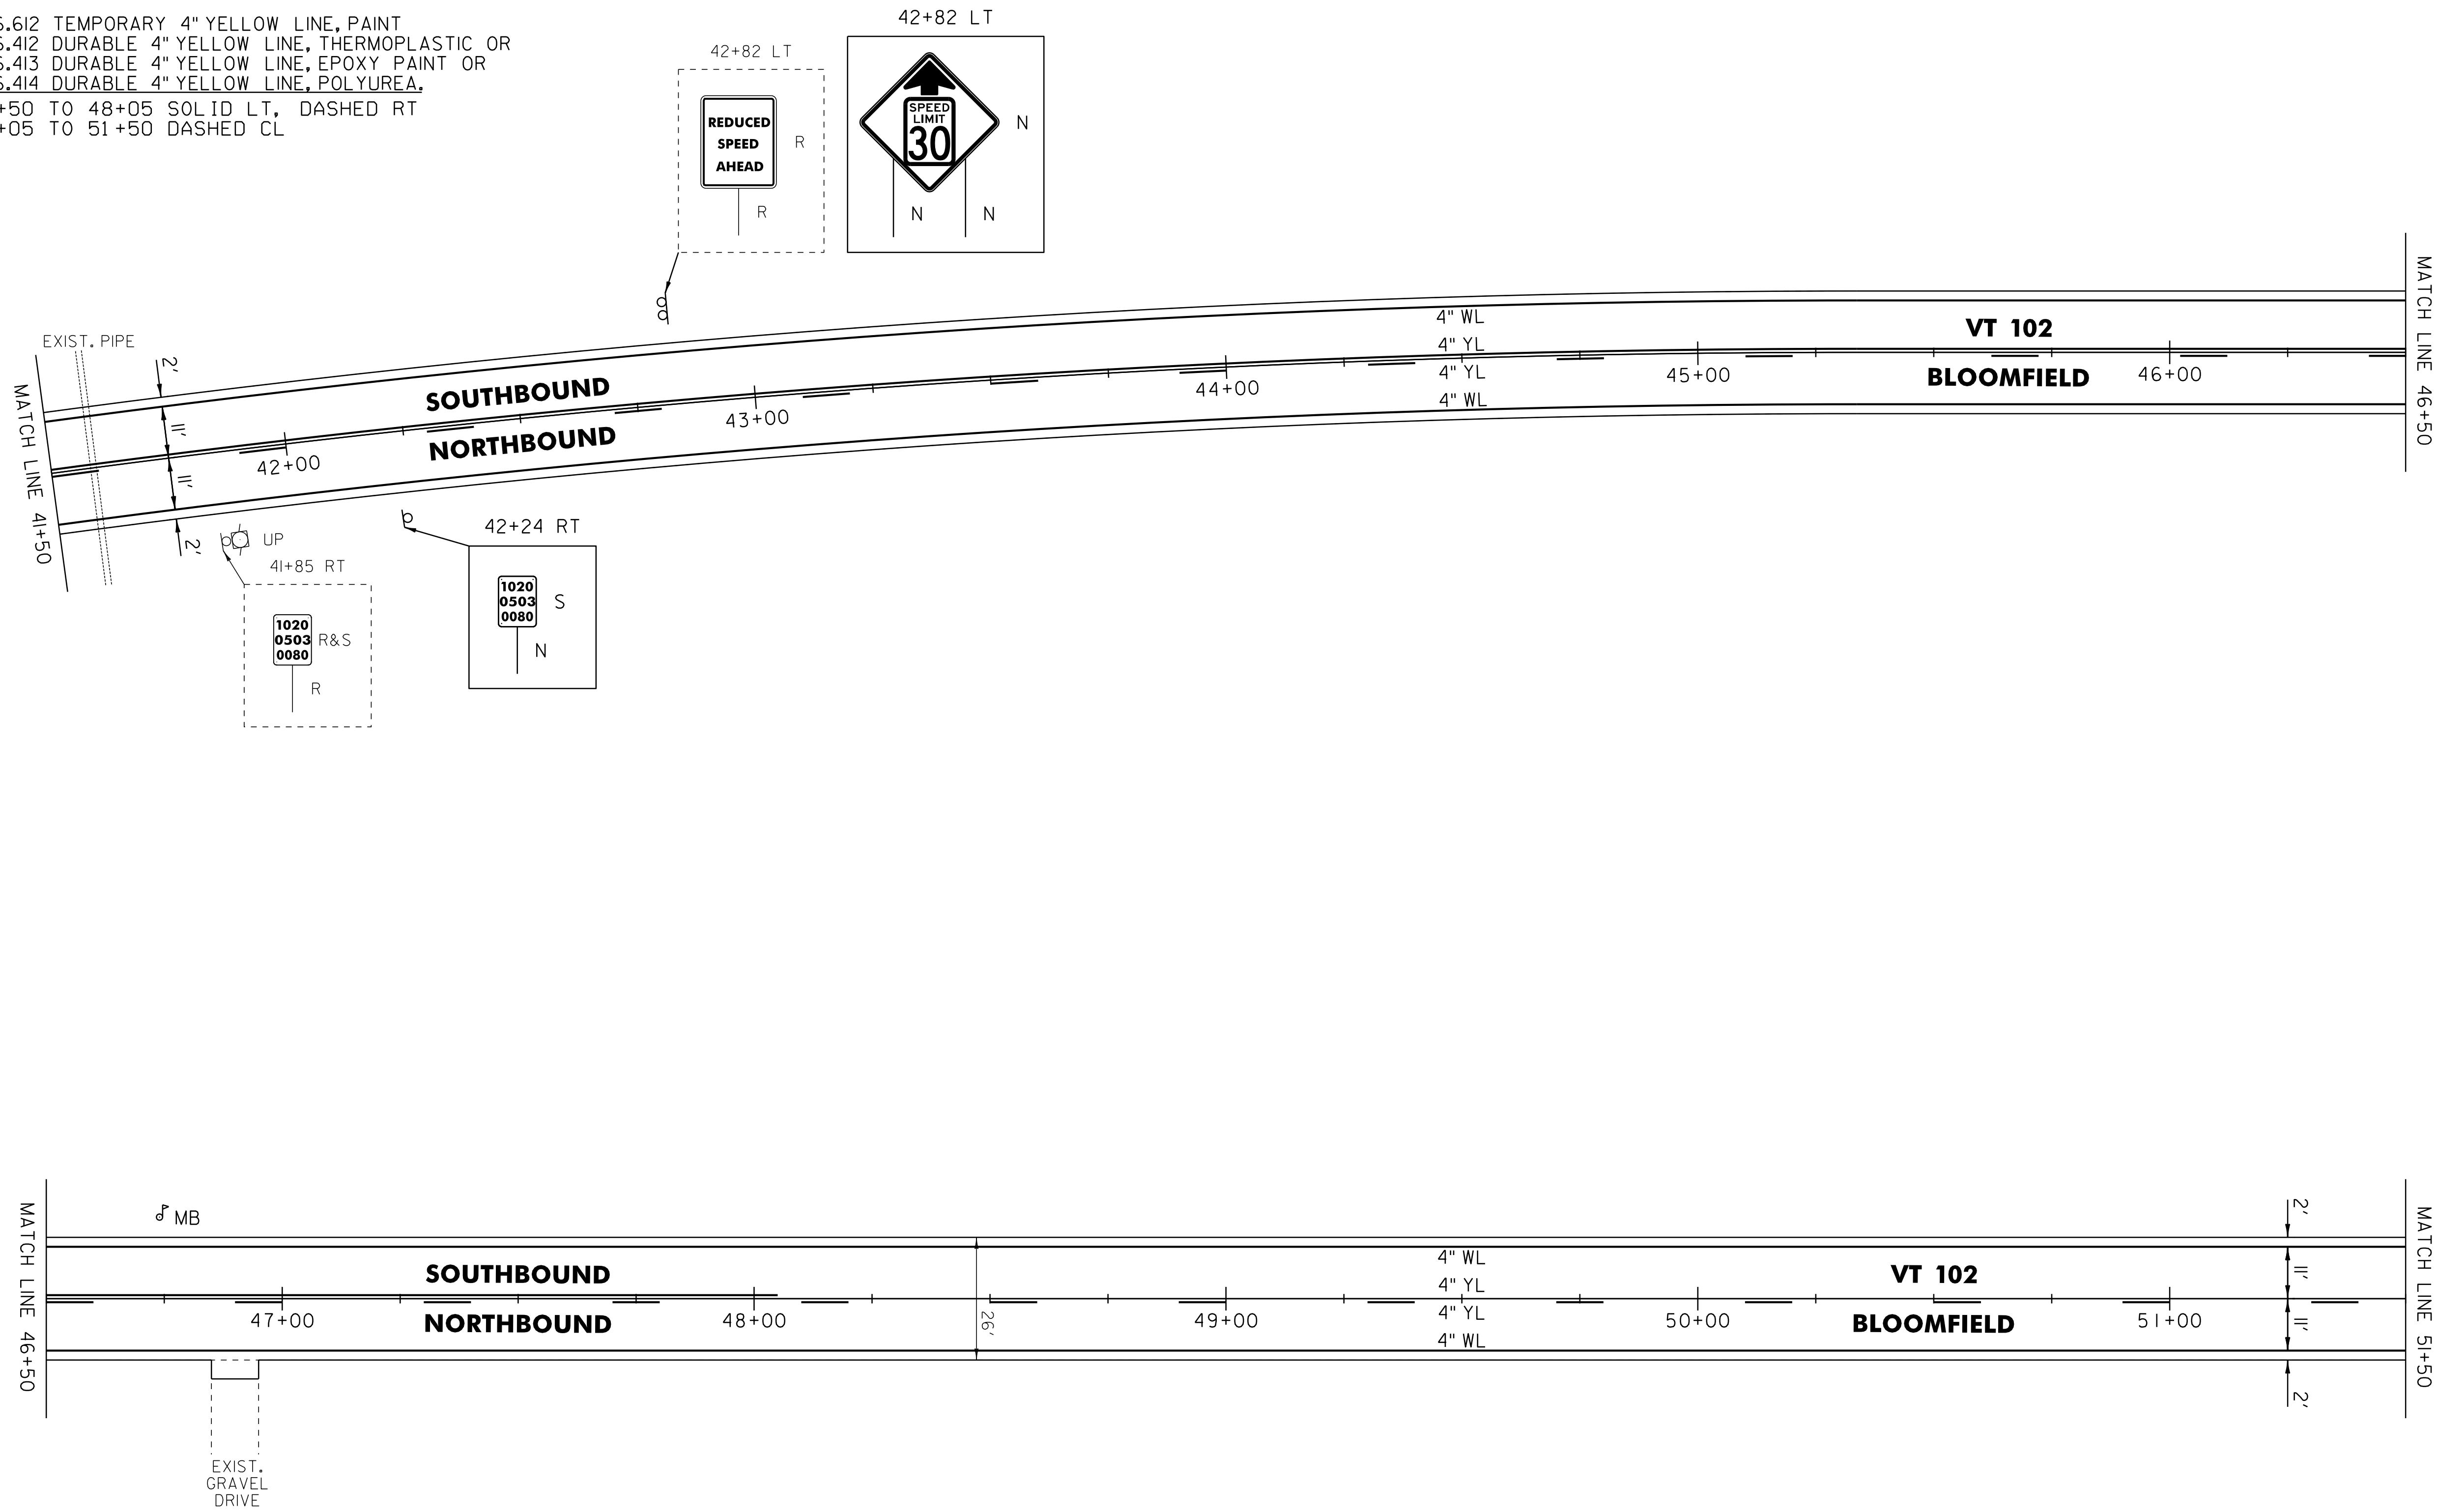 .612 TEMPORARY 4" YELLOW LINE, PAINT
.412 DURABLE 4" YELLOW LINE, THERMOPLASTIC OR
.413 DURABLE 4" YELLOW LINE, EPOXY PAINT OR
.414 DURABLE 4" YELLOW LINE, POLYUREA.
+50 TO 48+05 SOLID LT, DASHED RT
+05 TO 51+50 DASHED CL
42+82 LT
REDUCED
SPEED
AHEAD
R
R
42+82 LT
SPEED
LIMIT
30
N
N
N
MATCH LINE 41+50
EXIST. PIPE
2'
11'
11'
2'
SOUTHBOUND
NORTHBOUND
42+00
43+00
44+00
45+00
46+00
4" WL
4" YL
4" YL
4" WL
VT 102
BLOOMFIELD
MATCH LINE 46+50
UP
41+85 RT
1020
0503
0080
R&S
R
42+24 RT
1020
0503
0080
S
N
MATCH LINE 46+50
MB
SOUTHBOUND
NORTHBOUND
47+00
48+00
49+00
50+00
51+00
26'
4" WL
4" YL
4" YL
4" WL
VT 102
BLOOMFIELD
2'
11'
11'
2'
MATCH LINE 51+50
EXIST.
GRAVEL
DRIVE